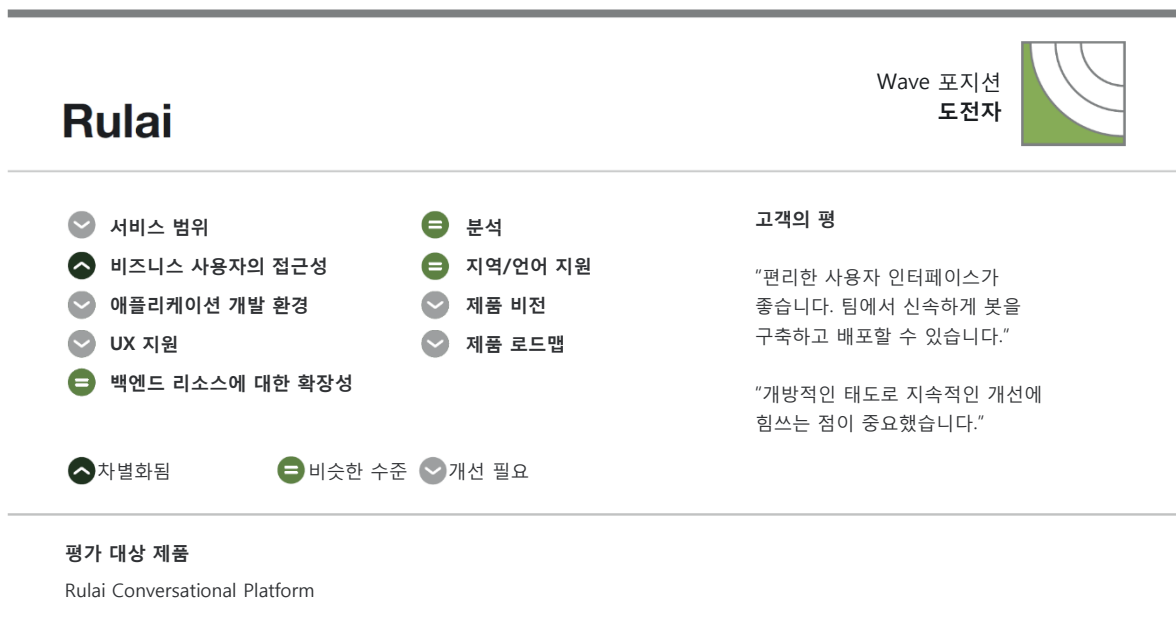 Rulai
Wave 포지션
도전자
서비스 범위
비즈니스 사용자의 접근성
애플리케이션 개발 환경
UX 지원
백엔드 리소스에 대한 확장성
분석
지역/언어 지원
제품 비전
제품 로드맵
고객의 평
“편리한 사용자 인터페이스가
좋습니다. 팀에서 신속하게 봇을
구축하고 배포할 수 있습니다.”
“개방적인 태도로 지속적인 개선에
힘쓰는 점이 중요했습니다.”
차별화됨
비슷한 수준
개선 필요
평가 대상 제품
Rulai Conversational Platform